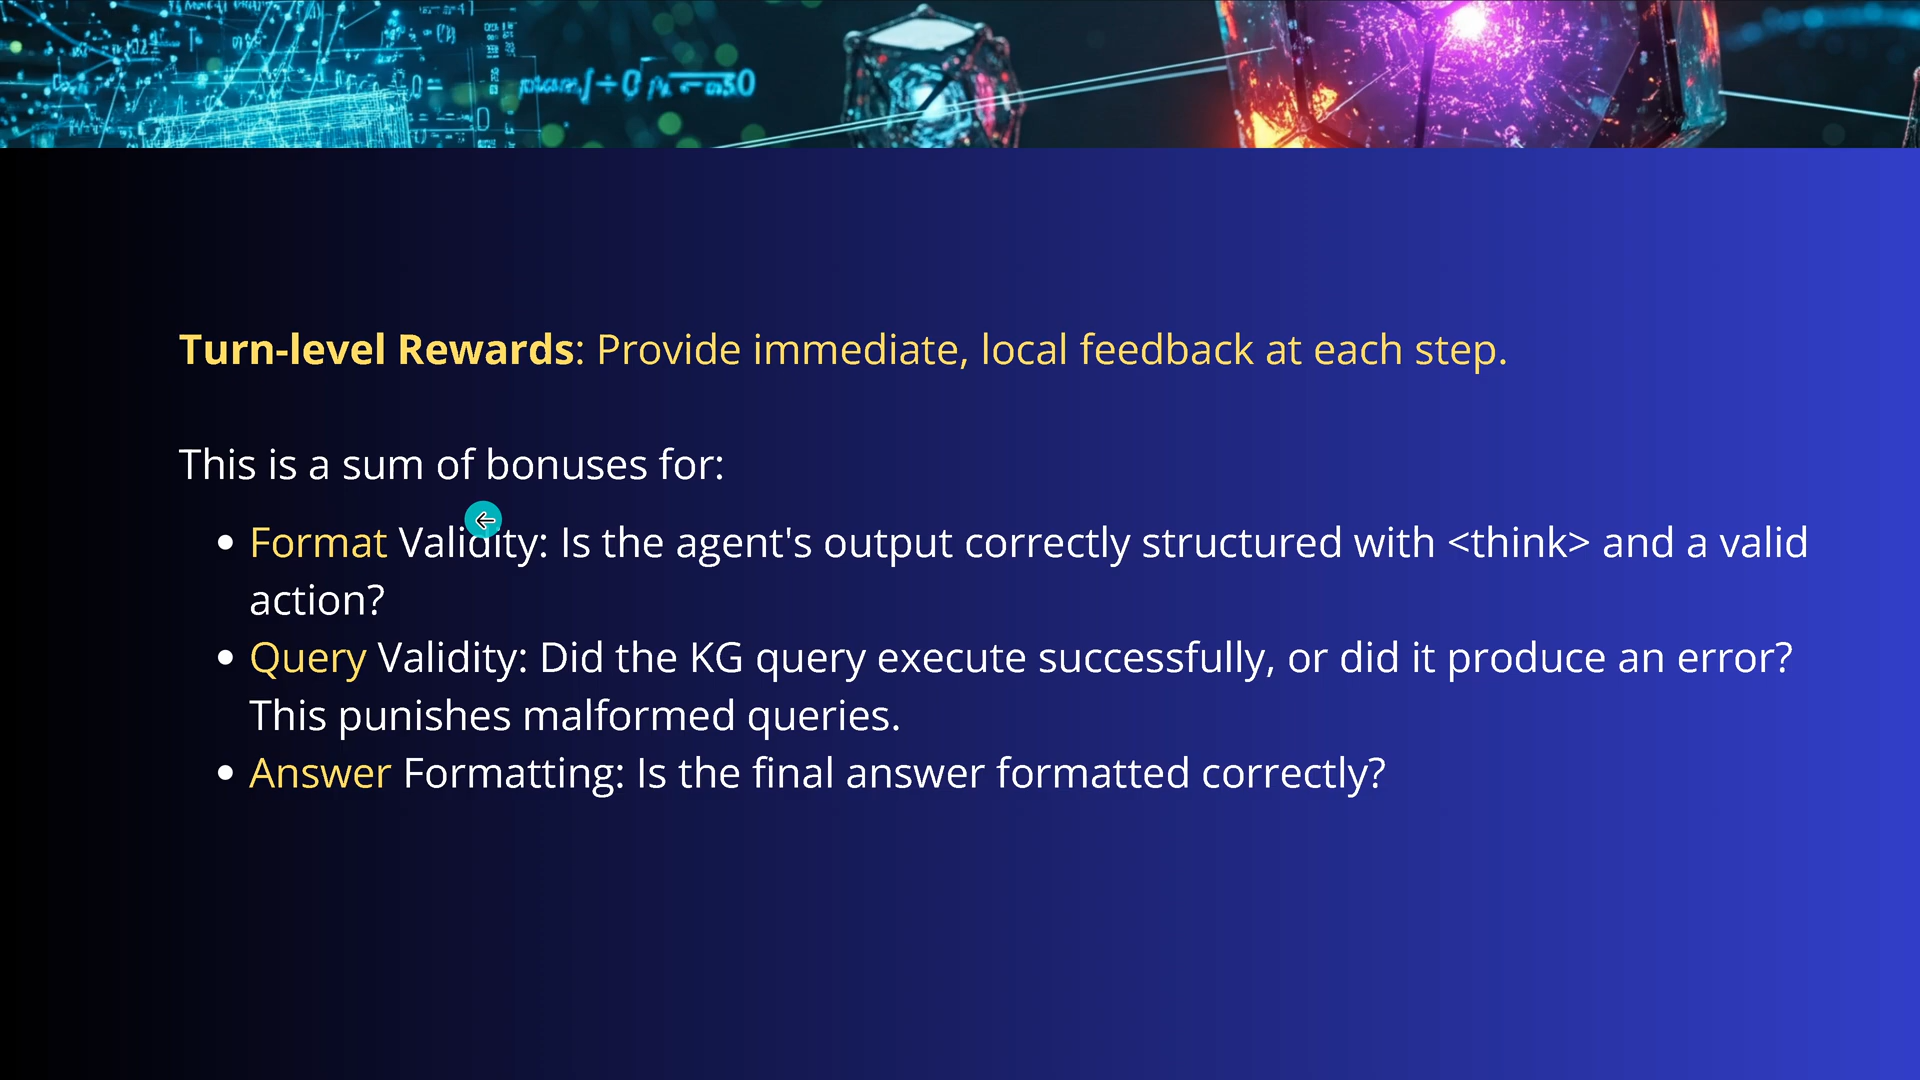 Turn-level Rewards: Provide immediate, local feedback at each step.
This is a sum of bonuses for:
• Format Validity: Is the agent's output correctly structured with <think> and a valid
action?
• Query Validity: Did the KG query execute successfully, or did it produce an error?
This punishes malformed queries.
• Answer Formatting: Is the final answer formatted correctly?